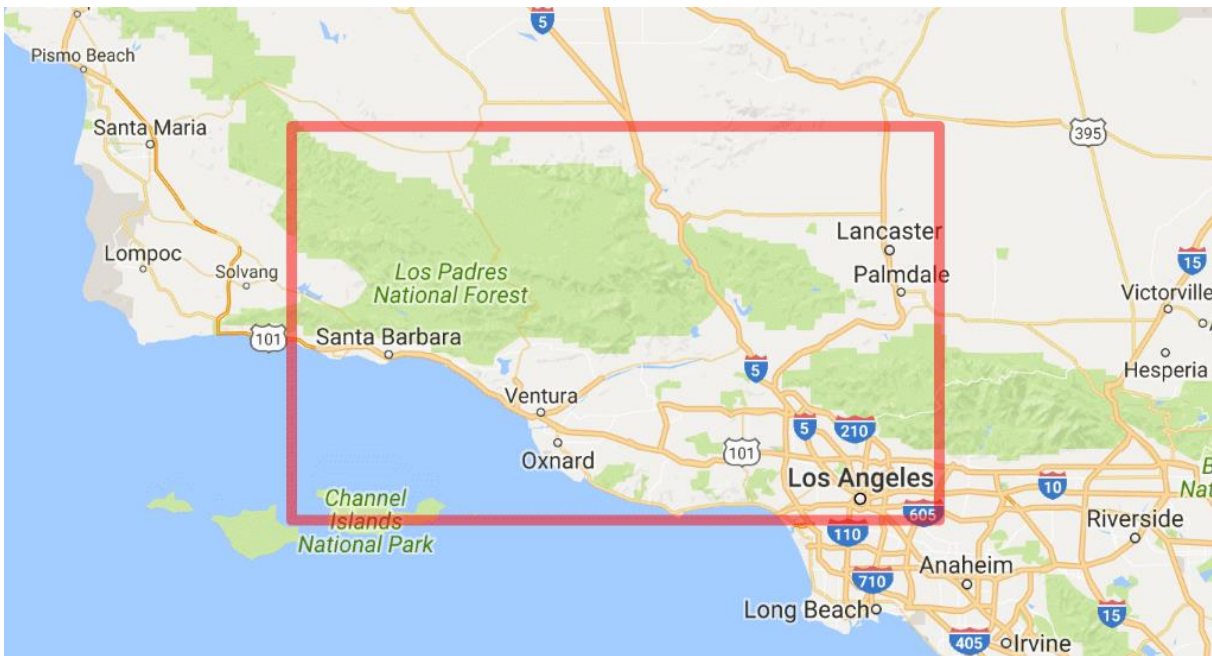 5
Pismo Beach
Santa Maria
395
Lancaster
Lompoc
Solvang
Los Padres
National Forest
Palmdale
15
Victorville
101
Santa Barbara
5
Hesperia
Ventura
5
210
Oxnard
101
Los Angeles
10
Nat
Channel
Islands
National Park
605
110
Riverside
Anaheim
710
Long Beach
15
405
Irvine